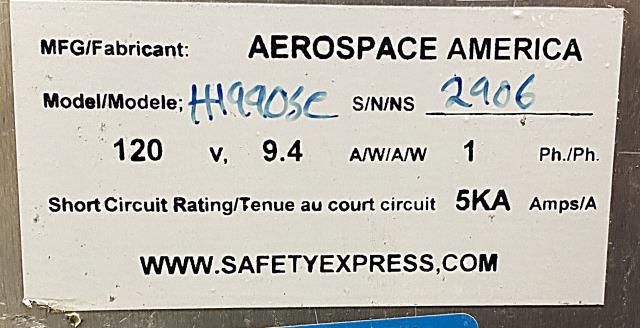 MFG/Fabricant: AEROSPACE AMERICA
Model/Modele; H1990SC S/N/NS 2906
120 V, 9.4 A/W/A/W 1 Ph./Ph.
Short Circuit Rating/Tenue au court circuit 5KA Amps/A
WWW.SAFETYEXPRESS,COM